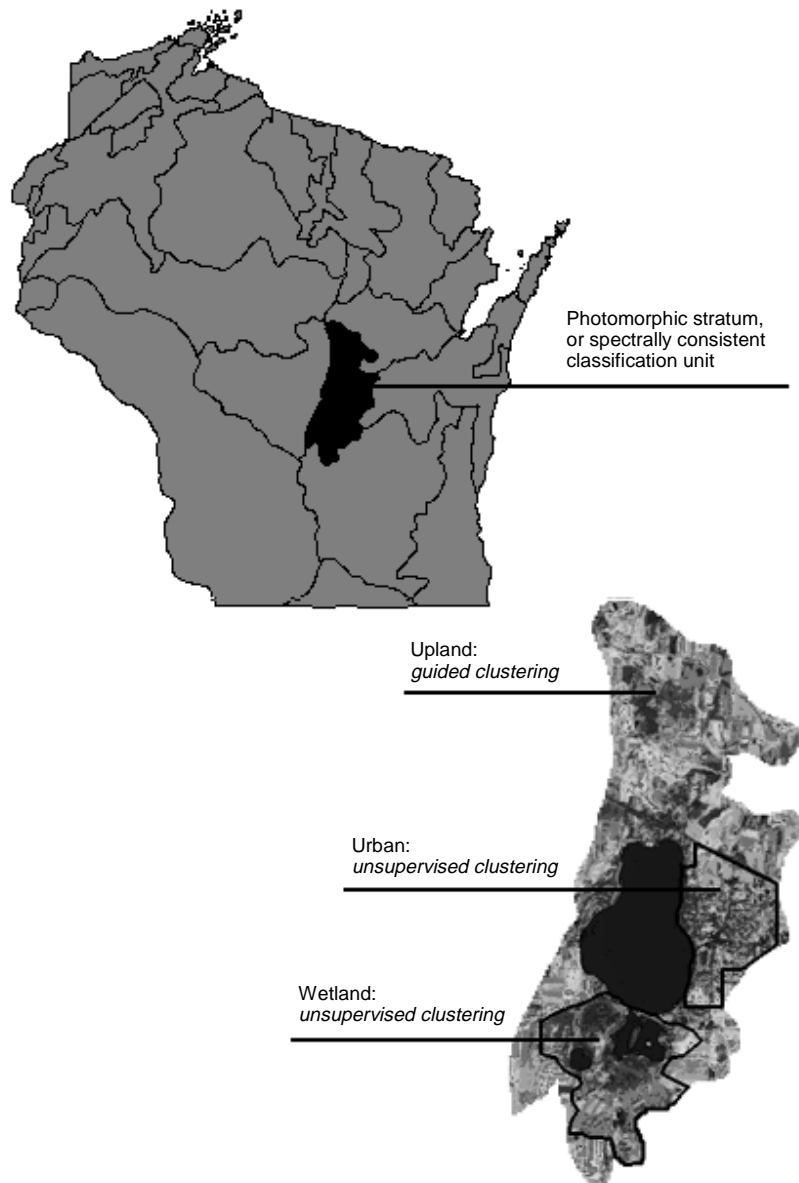 Photomorphic stratum,
or spectrally consistent
classification unit
Upland:
guided clustering
Urban:
unsupervised clustering
Wetland:
unsupervised clustering